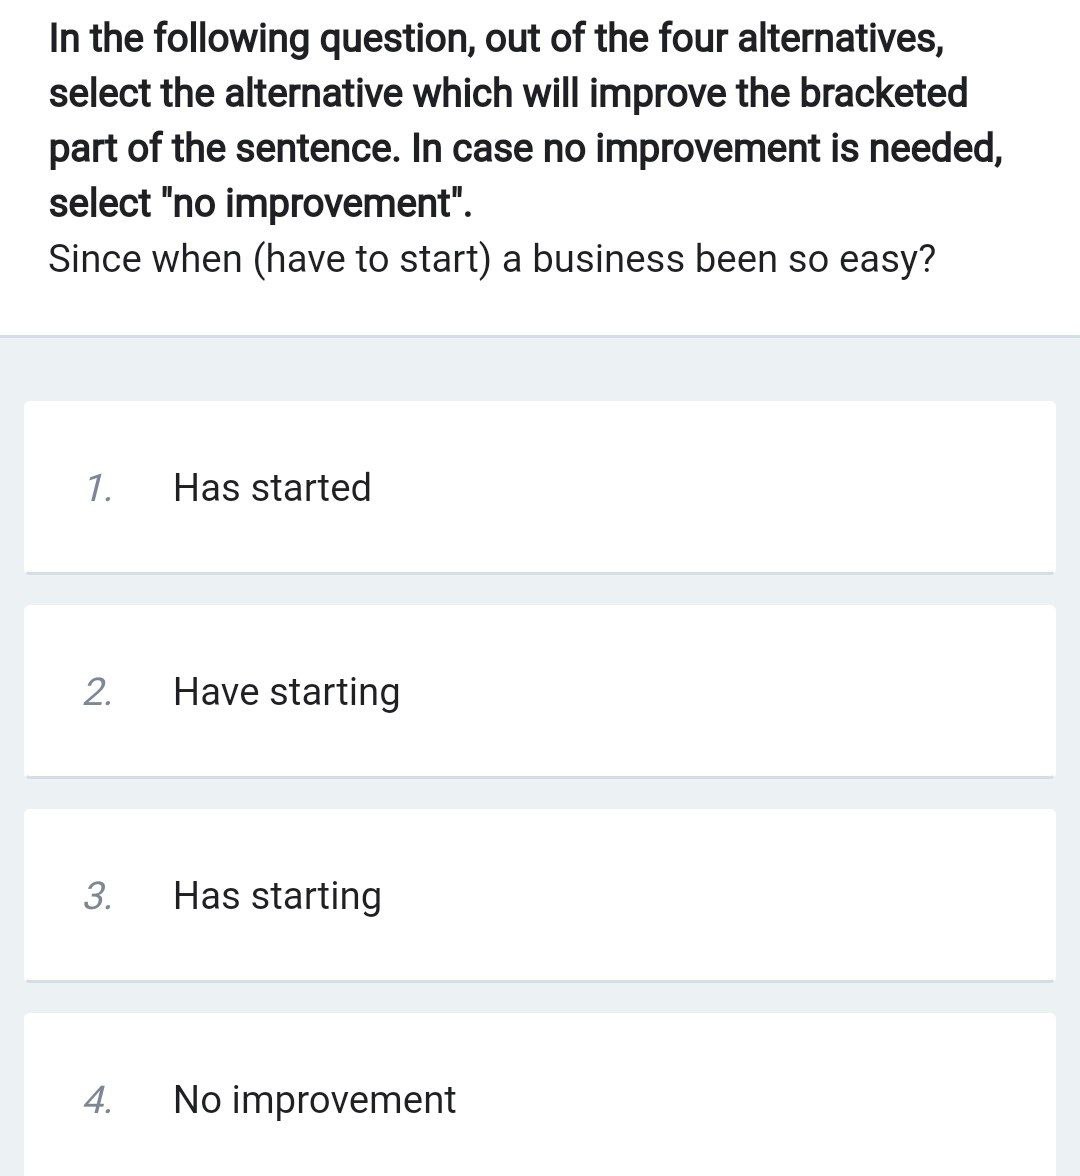 In the following question, out of the four alternatives,
select the alternative which will improve the bracketed
part of the sentence. In case no improvement is needed,
select "no improvement".
Since when (have to start) a business been so easy?
1. Has started
2. Have starting
3. Has starting
4. No improvement